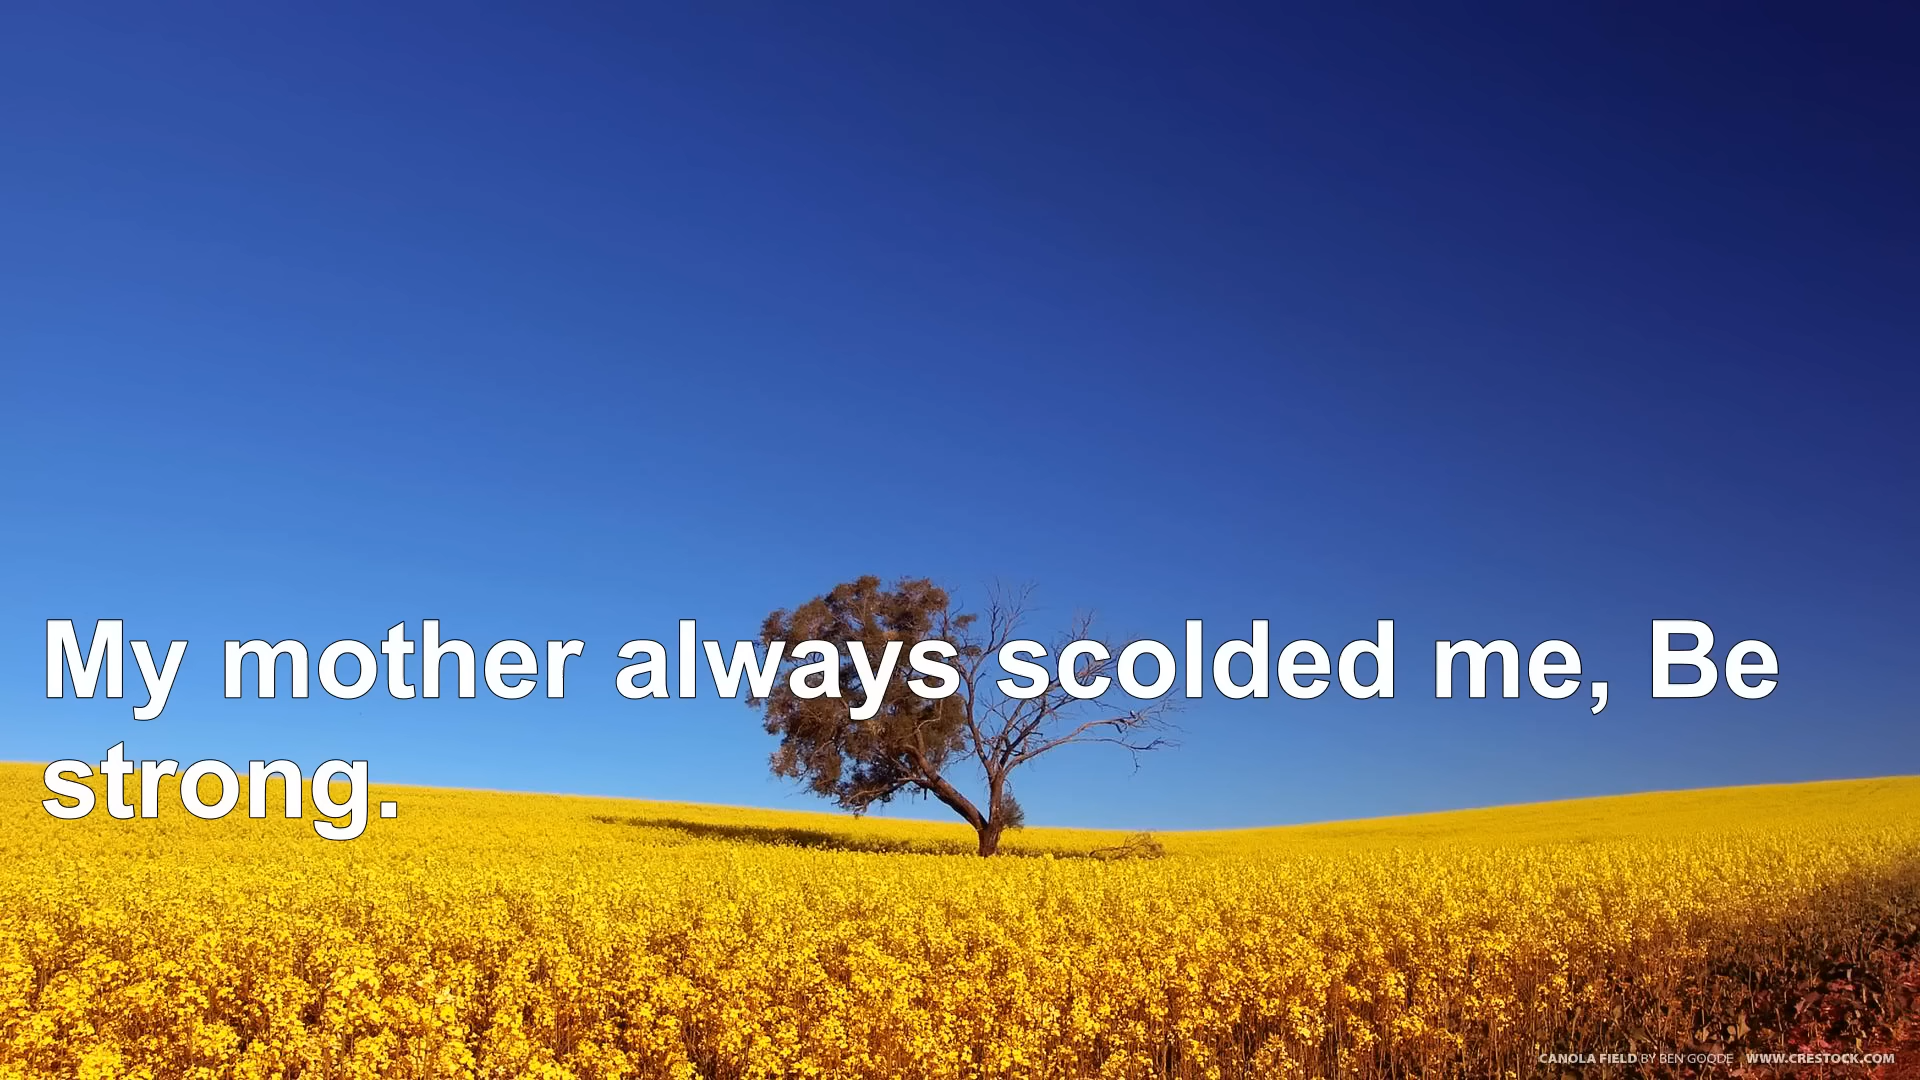 My mother always scolded me, Be
strong.
CANOLA FIELD BY BEN GOODE WWW.CRESTOCK.COM